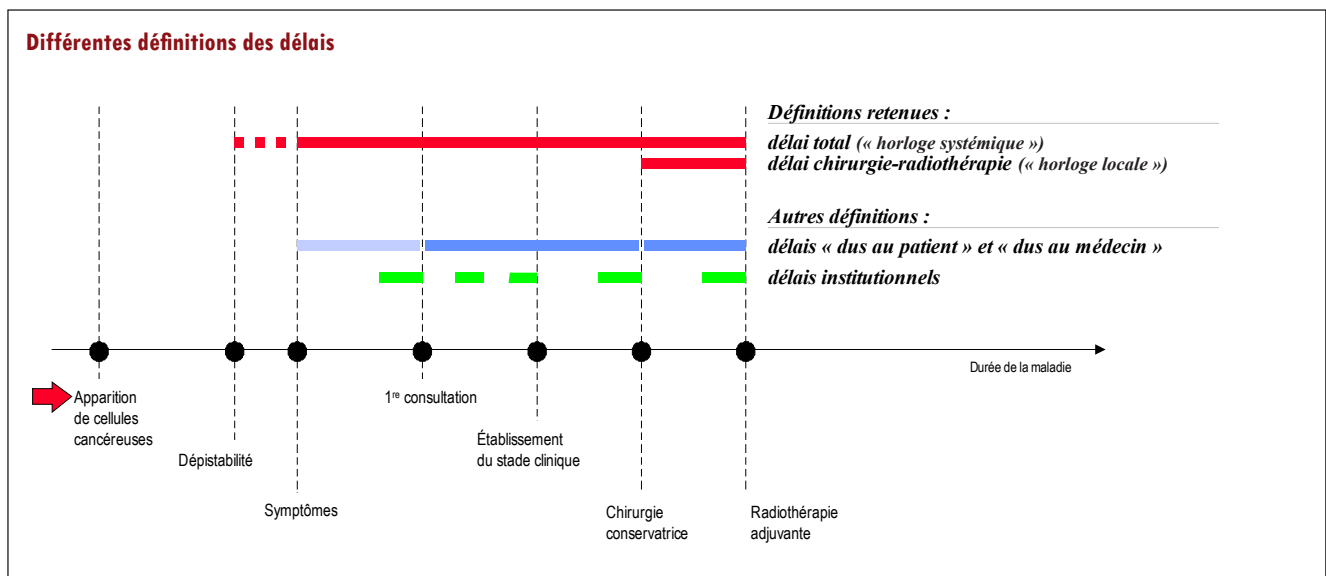 Différentes définitions des délais
Définitions retenues :
délai total (« horloge systémique »)
délai chirurgie-radiothérapie (« horloge locale »)
Autres définitions :
délais « dus au patient » et « dus au médecin »
délais institutionnels
Durée de la maladie
Apparition
de cellules
cancéreuses
Dépistabilité
Symptômes
1re consultation
Établissement
du stade clinique
Chirurgie
conservatrice
Radiothérapie
adjuvante